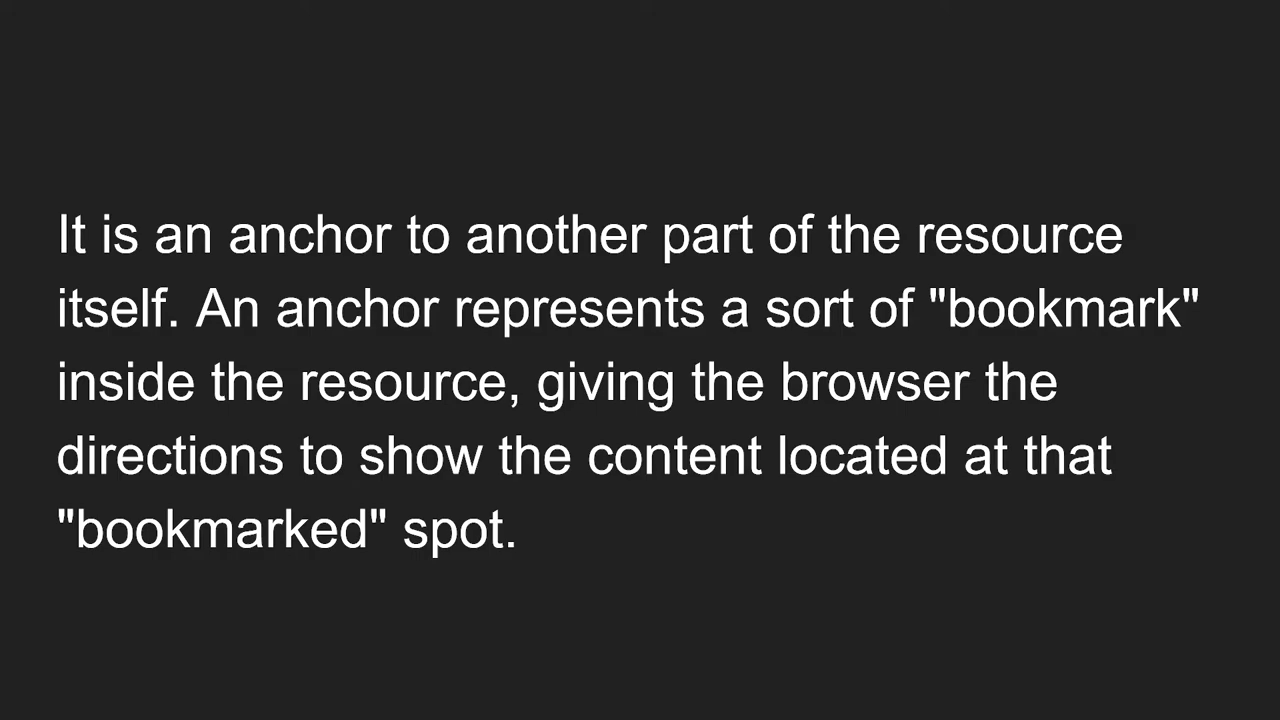 It is an anchor to another part of the resource
itself. An anchor represents a sort of "bookmark"
inside the resource, giving the browser the
directions to show the content located at that
"bookmarked" spot.